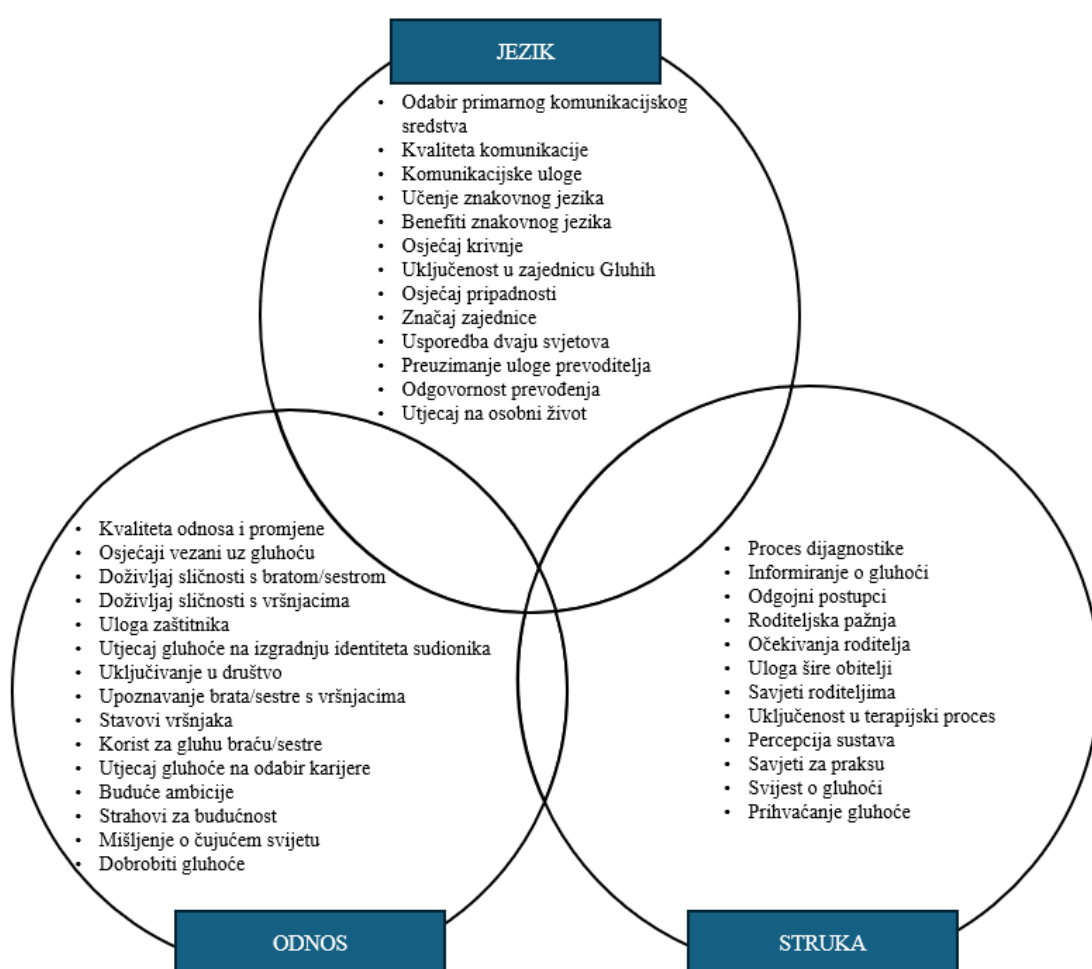 JEZIK
• Odabir primarnog komunikacijskog
sredstva
• Kvaliteta komunikacije
• Komunikacijske uloge
• Učenje znakovnog jezika
• Benefiti znakovnog jezika
• Osjećaj krivnje
• Uključenost u zajednicu Gluhih
• Osjećaj pripadnosti
• Značaj zajednice
• Usporedba dvaju svjetova
• Preuzimanje uloge prevoditelja
• Odgovornost prevođenja
• Utjecaj na osobni život
• Kvaliteta odnosa i promjene
• Osjećaji vezani uz gluhoću
• Doživljaj sličnosti s bratom/sestrom
• Doživljaj sličnosti s vršnjacima
• Uloga zaštitnika
• Utjecaj gluhoće na izgradnju identiteta sudionika
• Uključivanje u društvo
• Upoznavanje brata/sestre s vršnjacima
• Stavovi vršnjaka
• Korist za gluhu braću/sestre
• Utjecaj gluhoće na odabir karijere
• Buduće ambicije
• Strahovi za budućnost
• Mišljenje o čujućem svijetu
• Dobrobiti gluhoće
ODNOS
• Proces dijagnostike
• Informiranje o gluhoći
• Odgojni postupci
• Roditeljska pažnja
• Očekivanja roditelja
• Uloga šire obitelji
• Savjeti roditeljima
• Uključenost u terapijski proces
• Percepcija sustava
• Savjeti za praksu
• Svijest o gluhoći
• Prihvaćanje gluhoće
STRUKA